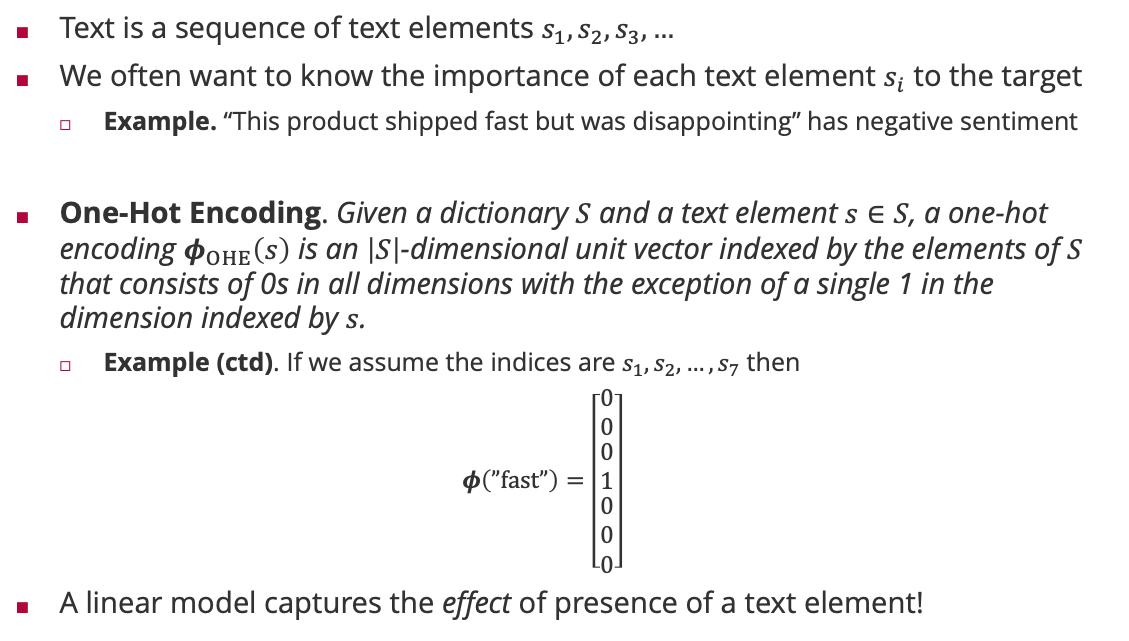 Text is a sequence of text elements s₁, s₂, s₃, ...
We often want to know the importance of each text element sᵢ to the target
Example. “This product shipped fast but was disappointing” has negative sentiment
One-Hot Encoding. Given a dictionary S and a text element s ∈ S, a one-hot
encoding ϕOHE(s) is an |S|-dimensional unit vector indexed by the elements of S
that consists of 0s in all dimensions with the exception of a single 1 in the
dimension indexed by s.
Example (ctd). If we assume the indices are s₁, s₂, ... , s₇ then
0
0
0
ϕ(”fast”) = 1
0
0
0
A linear model captures the effect of presence of a text element!